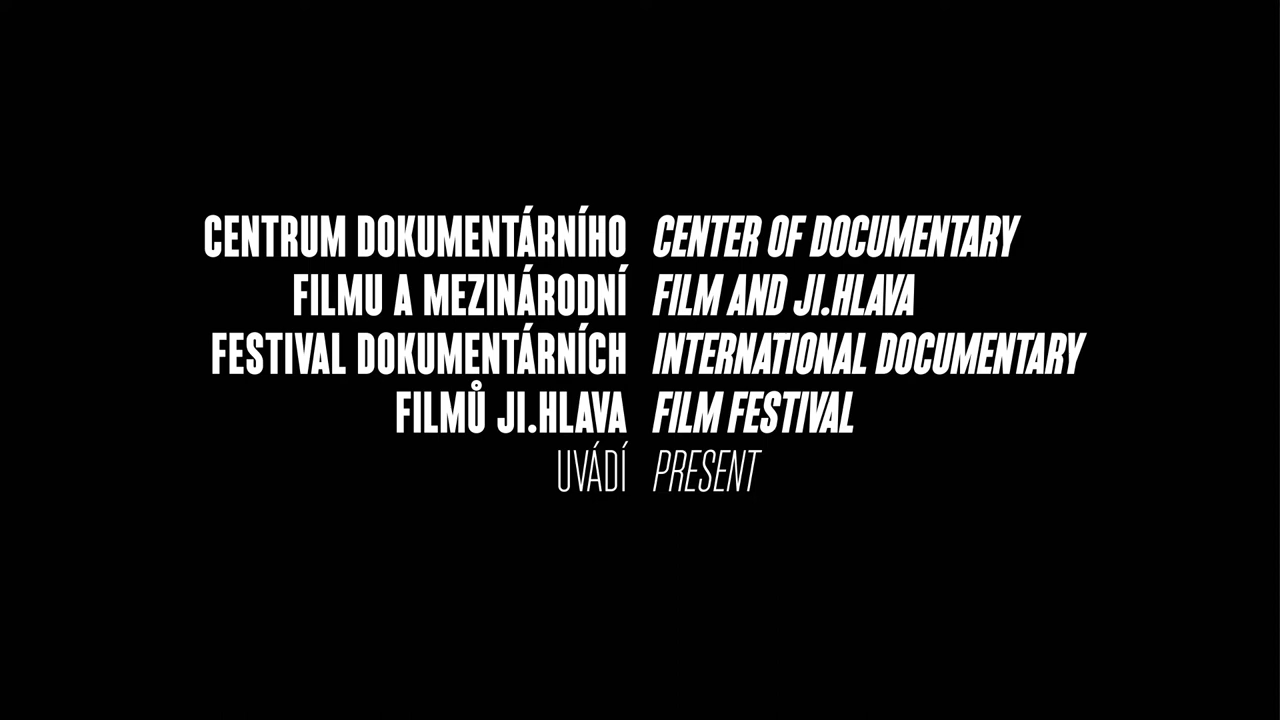 CENTRUM DOKUMENTÁRNÍHO
FILMU A MEZINÁRODNÍ
FESTIVAL DOKUMENTÁRNÍCH
FILMŮ JI.HLAVA
UVÁDÍ
CENTER OF DOCUMENTARY
FILM AND JI.HLAVA
INTERNATIONAL DOCUMENTARY
FILM FESTIVAL
PRESENT